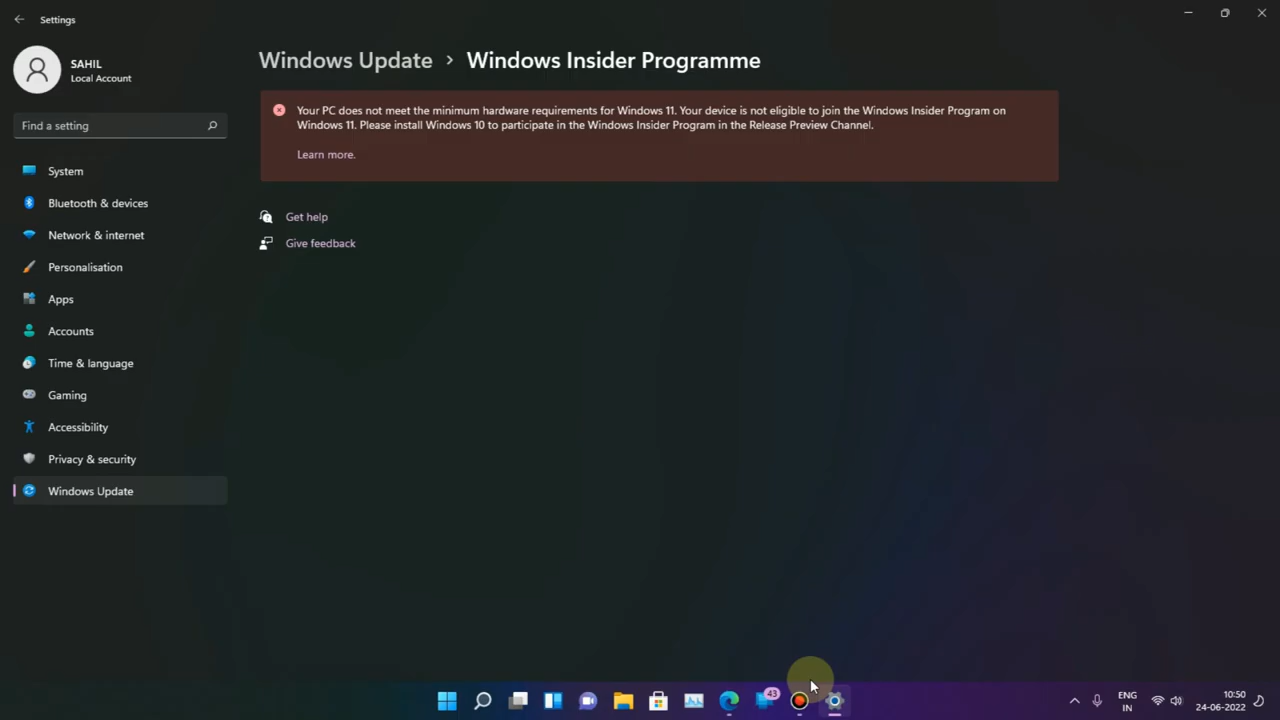 Settings
SAHIL
Local Account
Find a setting
System
Bluetooth & devices
Network & internet
Personalisation
Apps
Accounts
Time & language
Gaming
Accessibility
Privacy & security
Windows Update
Windows Update > Windows Insider Programme
Your PC does not meet the minimum hardware requirements for Windows 11. Your device is not eligible to join the Windows Insider Program on
Windows 11. Please install Windows 10 to participate in the Windows Insider Program in the Release Preview Channel.
Learn more.
Get help
Give feedback
43
ENG
IN
10:50
24-06-2022